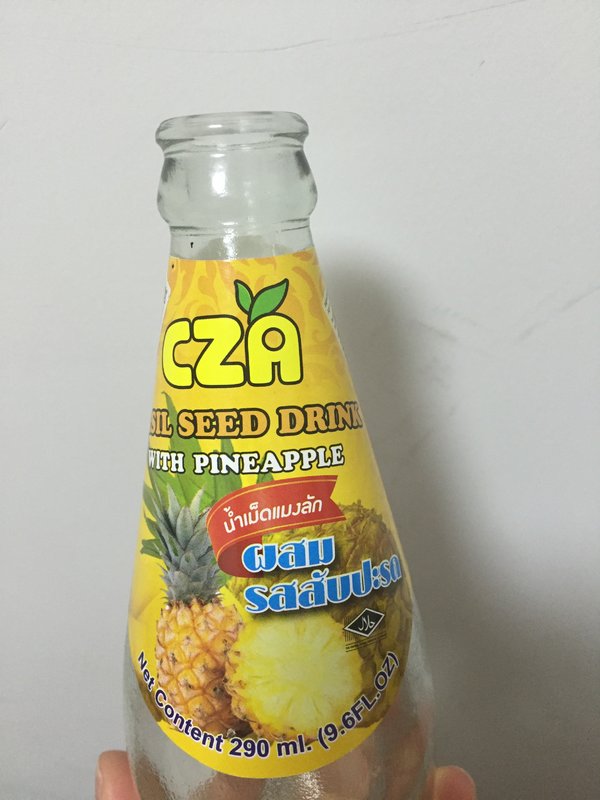 CZA
SIL SEED DRINK
WITH PINEAPPLE
น้ำเม็ดแมงลัก
ผสม
รสสับปะรด
حلال
Net Content 290 ml. (9.6FL.OZ)